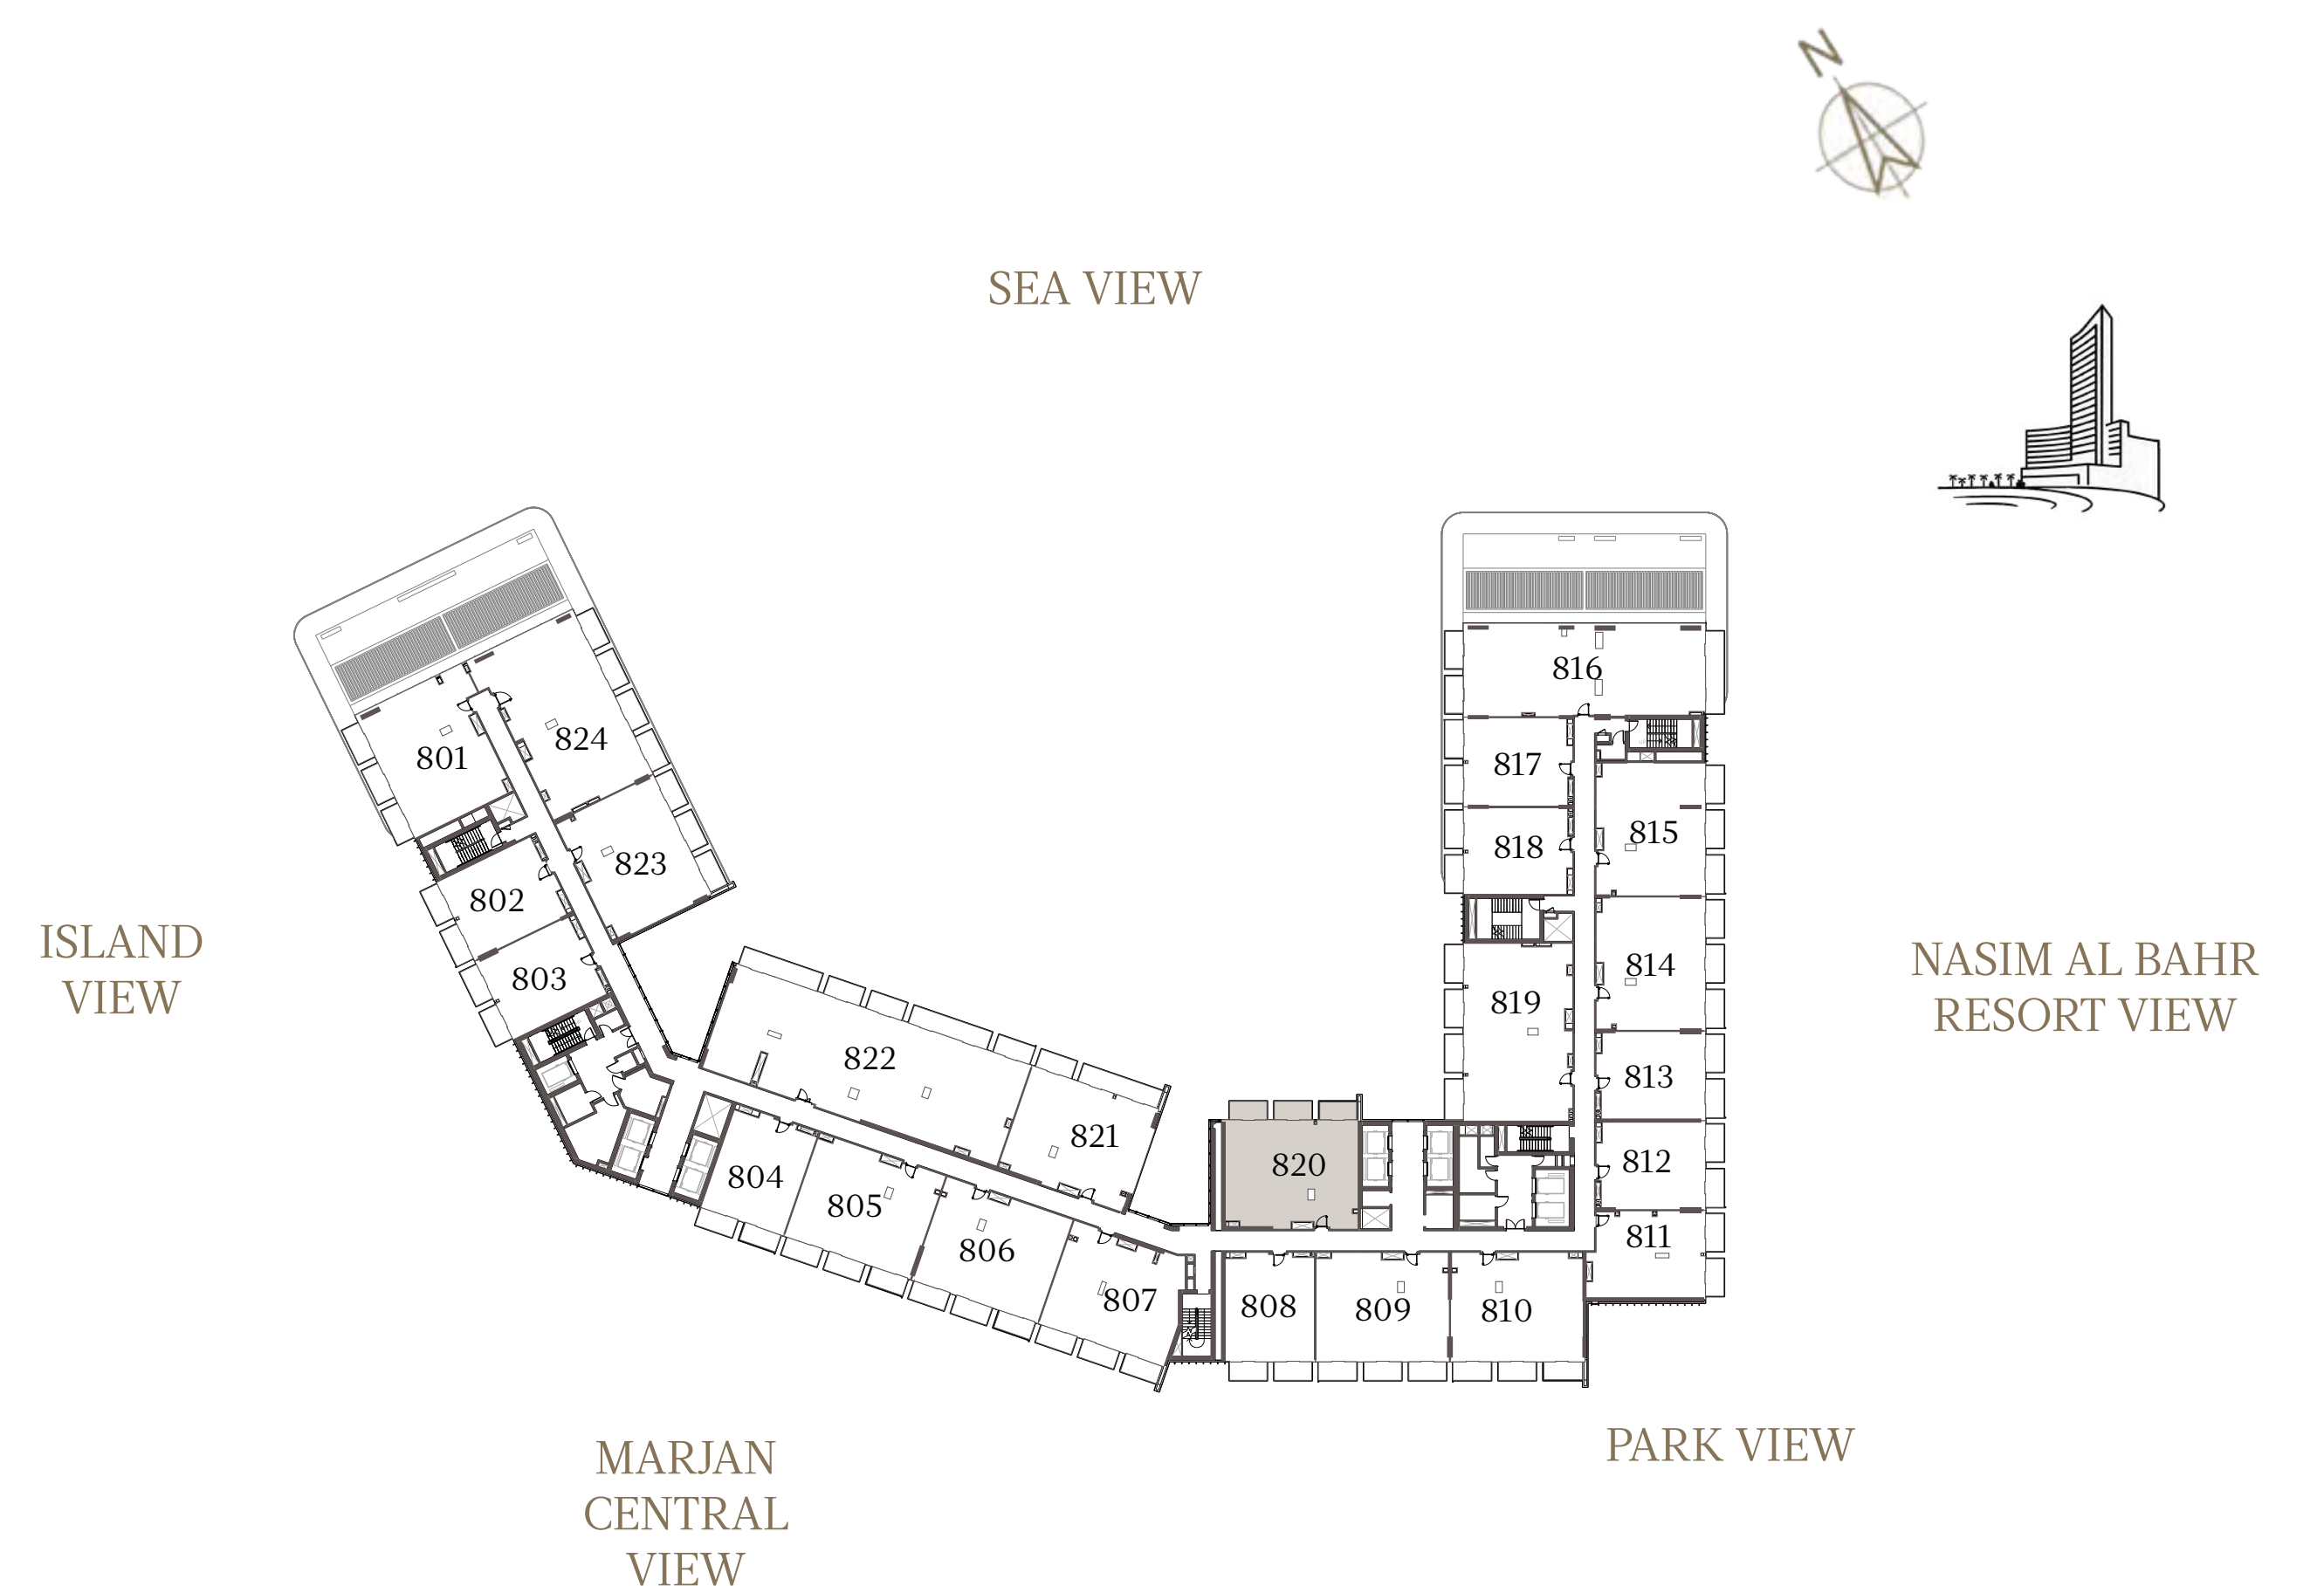 N
SEA VIEW
816
824
801
817
815
818
823
802
ISLAND
VIEW
NASIM AL BAHR
RESORT VIEW
814
803
819
822
813
821
812
820
804
805
811
806
807
808
809
810
PARK VIEW
MARJAN
CENTRAL
VIEW